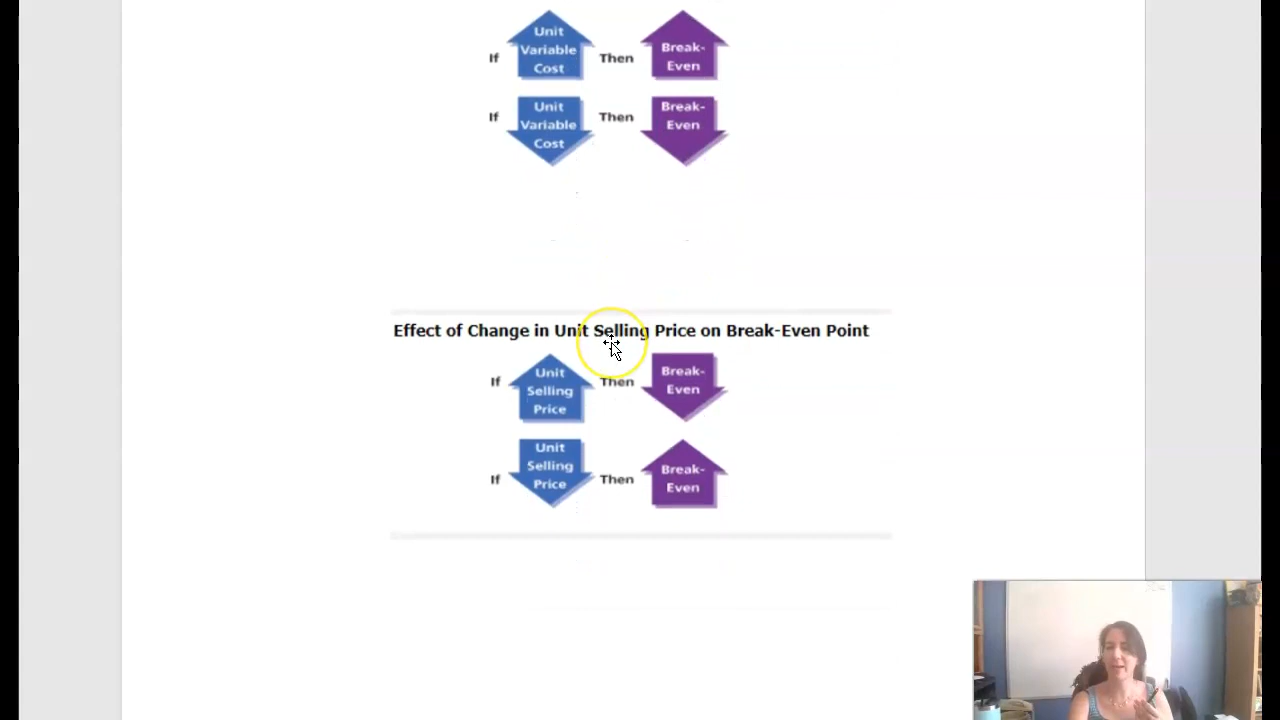 If
Unit
Variable
Cost
Then
Break-
Even
If
Unit
Variable
Cost
Then
Break-
Even
Effect of Change in Unit Selling Price on Break-Even Point
If
Unit
Selling
Price
Then
Break-
Even
If
Unit
Selling
Price
Then
Break-
Even